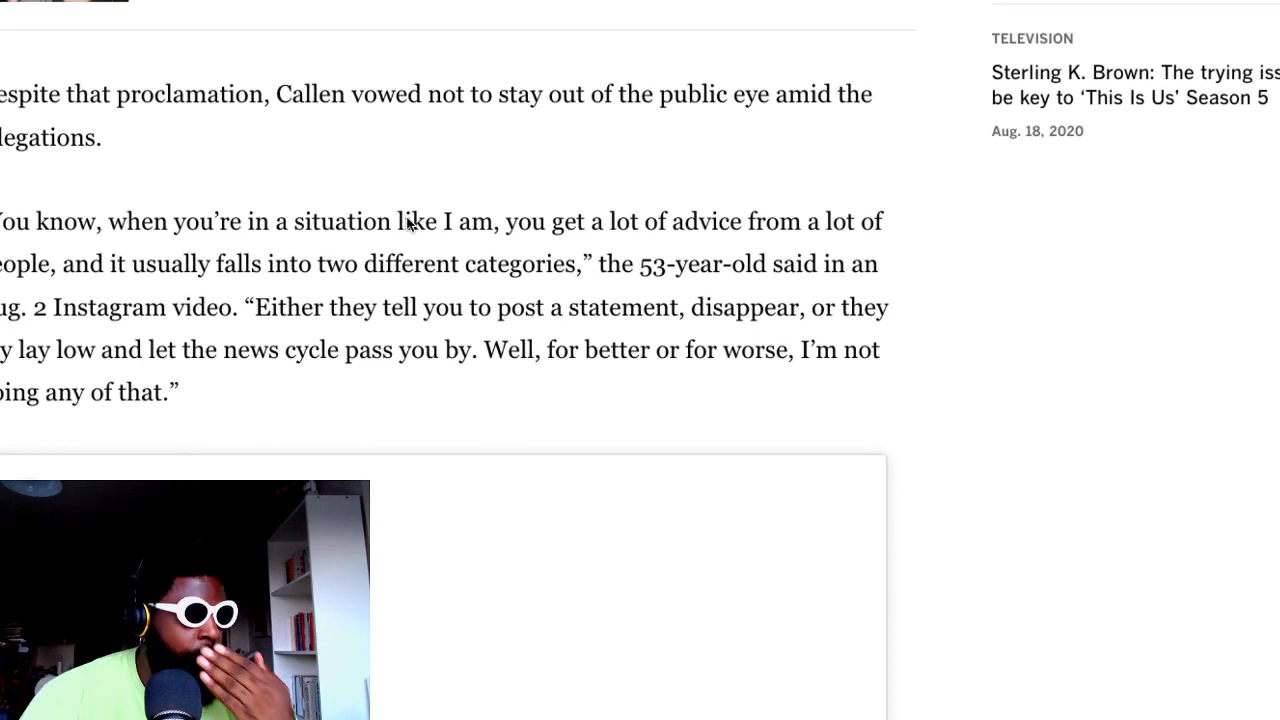 TELEVISION
Sterling K. Brown: The trying iss
be key to ‘This Is Us’ Season 5
Aug. 18, 2020
espite that proclamation, Callen vowed not to stay out of the public eye amid the
legations.
You know, when you’re in a situation like I am, you get a lot of advice from a lot of
eople, and it usually falls into two different categories,” the 53-year-old said in an
ug. 2 Instagram video. “Either they tell you to post a statement, disappear, or they
y lay low and let the news cycle pass you by. Well, for better or for worse, I’m not
oing any of that.”